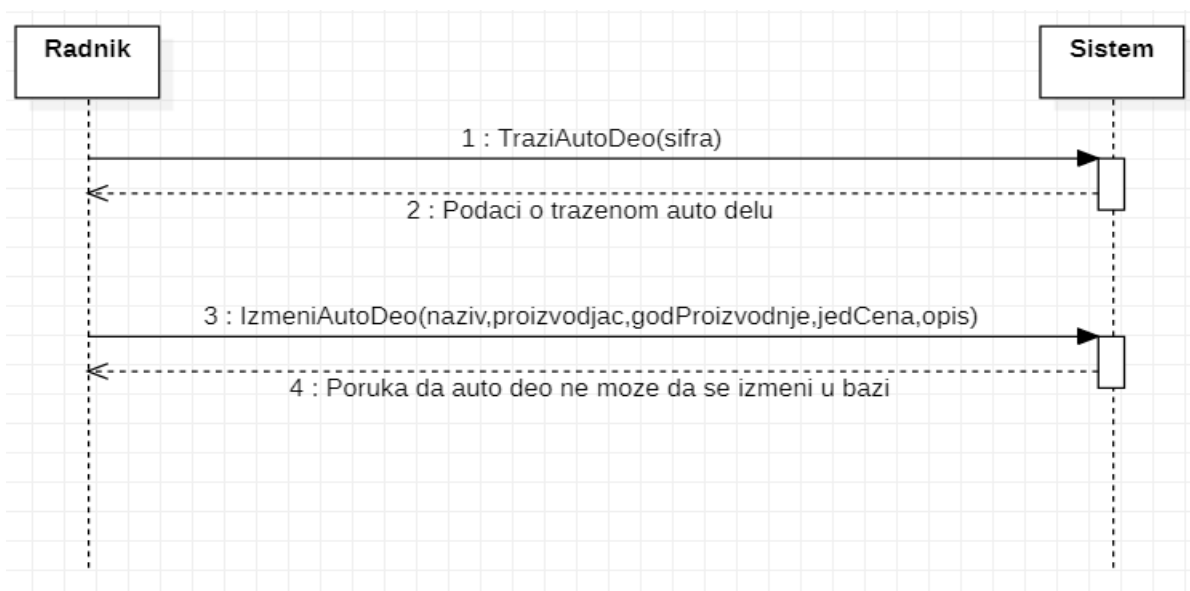 Radnik
Sistem
1 : TraziAutoDeo(sifra)
2 : Podaci o trazenom auto delu
3 : IzmeniAutoDeo(naziv,proizvodjac,godProizvodnje,jedCena,opis)
4 : Poruka da auto deo ne moze da se izmeni u bazi